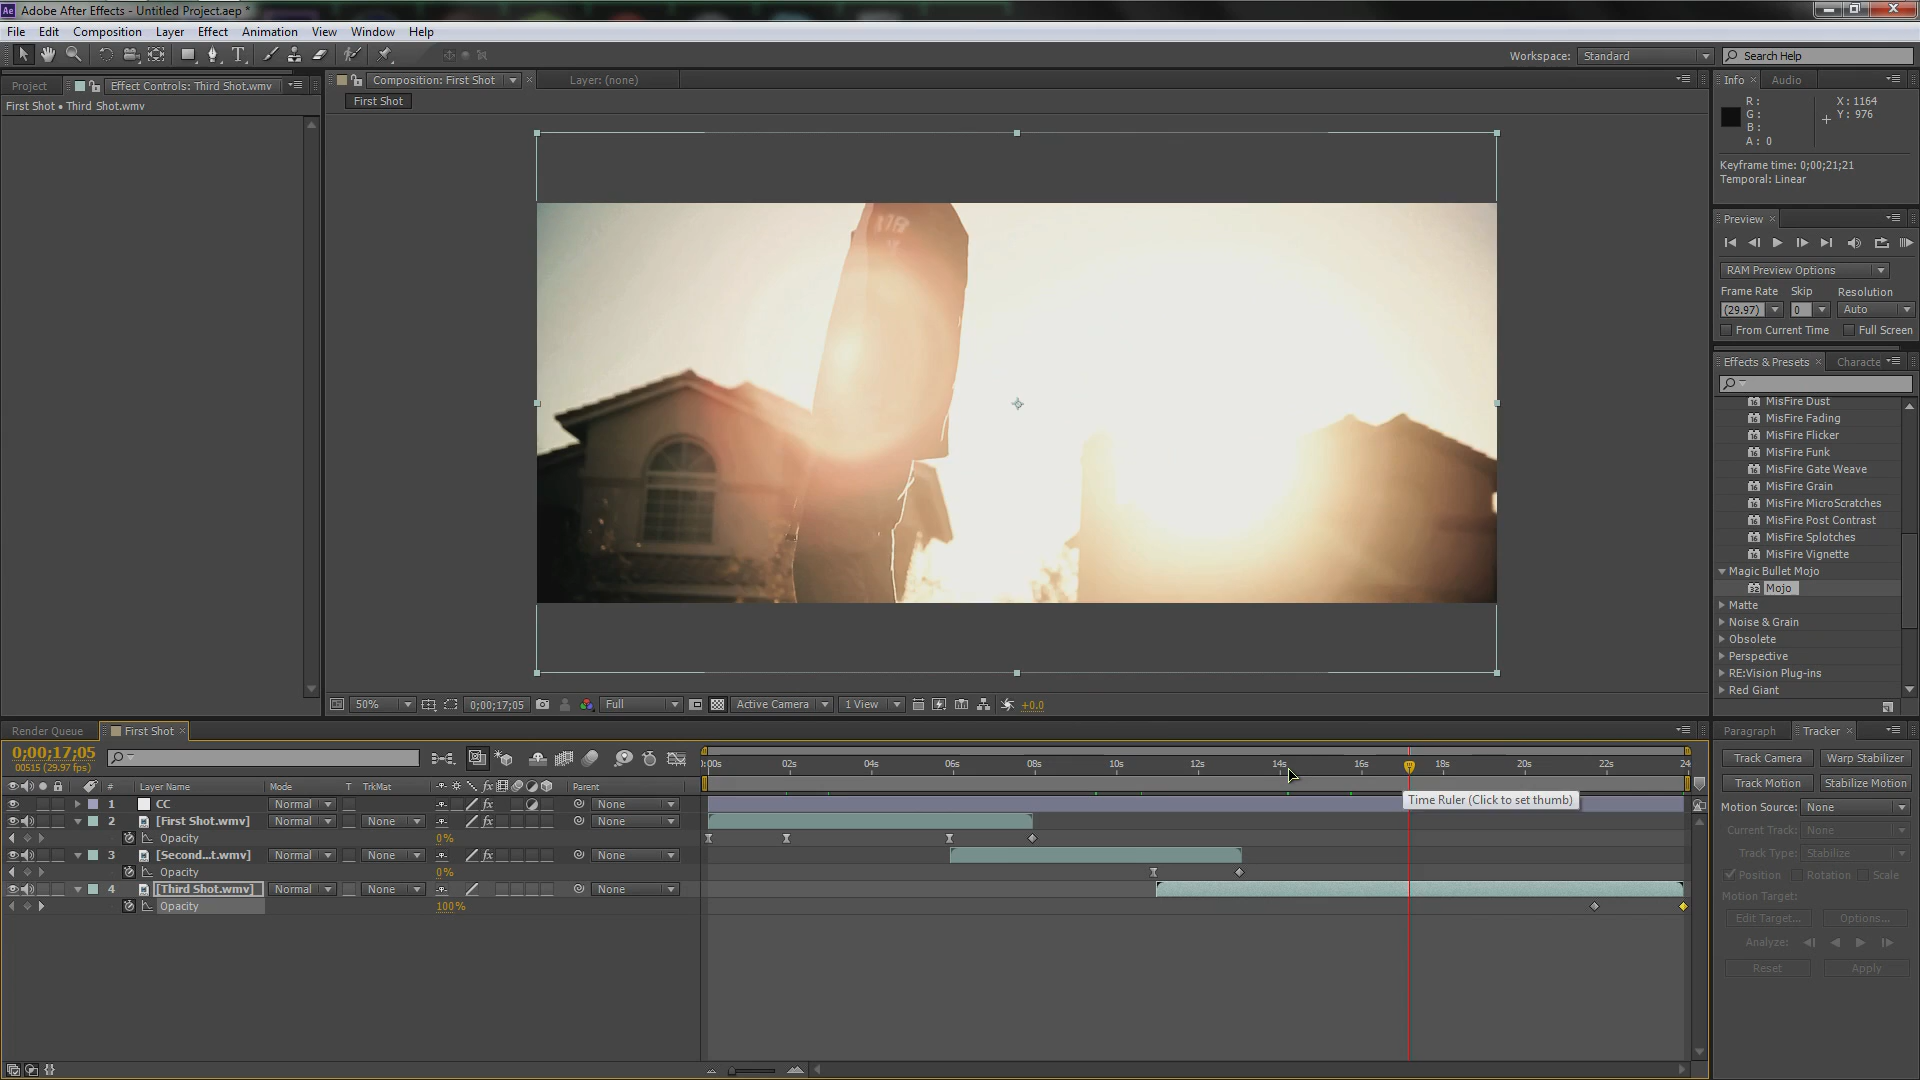 Adobe After Effects - Untitled Project.aep *
File Edit Composition Layer Effect Animation View Window Help
Workspace: Standard Search Help
Project Effect Controls: Third Shot.wmv
First Shot • Third Shot.wmv
Composition: First Shot Layer: (none)
First Shot
50% 0;00;17;05 Full Active Camera 1 View +0.0
Info Audio
R : X : 1164
G : Y : 976
B :
A : 0
Keyframe time: 0;00;21;21
Temporal: Linear
Preview
RAM Preview Options
Frame Rate Skip Resolution
(29.97) 0 Auto
From Current Time Full Screen
Effects & Presets Characte
MisFire Dust
MisFire Fading
MisFire Flicker
MisFire Funk
MisFire Gate Weave
MisFire Grain
MisFire MicroScratches
MisFire Post Contrast
MisFire Splotches
MisFire Vignette
Magic Bullet Mojo
Mojo
Matte
Noise & Grain
Obsolete
Perspective
RE:Vision Plug-ins
Red Giant
Render Queue First Shot
0;00;17;05
00515 (29.97 fps)
# Layer Name Mode T TrkMat Parent
1 CC Normal None
2 [First Shot.wmv] Normal None None
Opacity 0%
3 [Second...t.wmv] Normal None None
Opacity 0%
4 [Third Shot.wmv] Normal None None
Opacity 100%
):00s 02s 04s 06s 08s 10s 12s 14s 16s 18s 20s 22s 24
Time Ruler (Click to set thumb)
Paragraph Tracker
Track Camera Warp Stabilizer
Track Motion Stabilize Motion
Motion Source: None
Current Track: None
Track Type: Stabilize
Position Rotation Scale
Motion Target:
Edit Target... Options...
Analyze:
Reset Apply